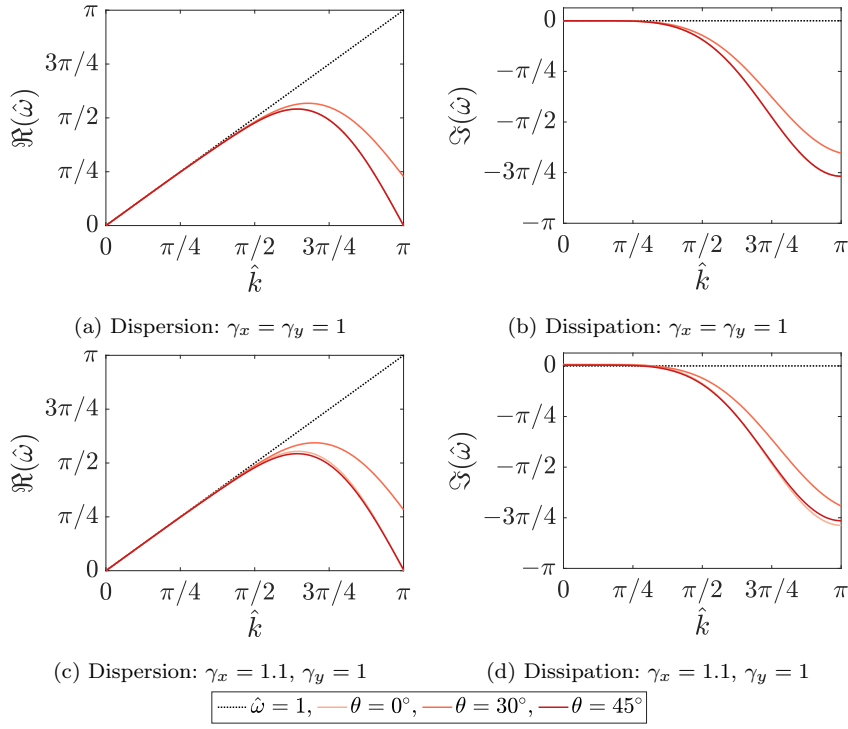 π
3π/4
π/2
π/4
0
ℜ(ω̂)
0 π/4 π/2 3π/4 π
k̂
(a) Dispersion: γx = γy = 1
0
−π/4
−π/2
−3π/4
−π
ℑ(ω̂)
0 π/4 π/2 3π/4 π
k̂
(b) Dissipation: γx = γy = 1
π
3π/4
π/2
π/4
0
ℜ(ω̂)
0 π/4 π/2 3π/4 π
k̂
(c) Dispersion: γx = 1.1, γy = 1
0
−π/4
−π/2
−3π/4
−π
ℑ(ω̂)
0 π/4 π/2 3π/4 π
k̂
(d) Dissipation: γx = 1.1, γy = 1
ω̂ = 1, θ = 0°, θ = 30°, θ = 45°